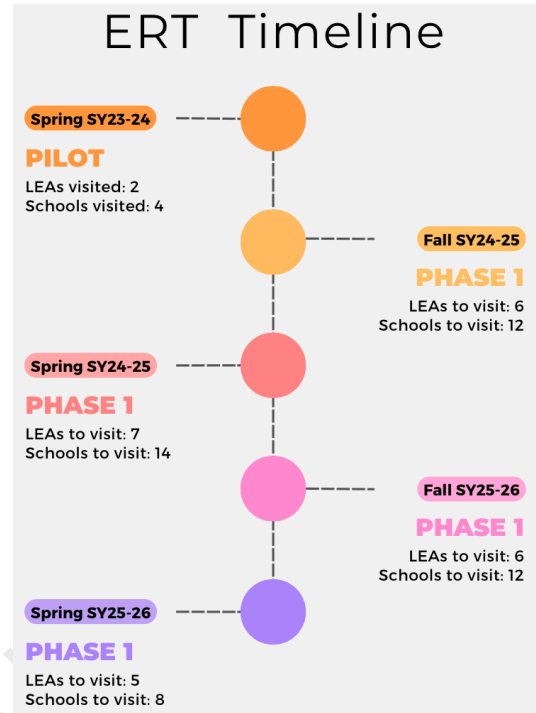 ERT Timeline
Spring SY23-24
PILOT
LEAs visited: 2
Schools visited: 4
Fall SY24-25
PHASE 1
LEAs to visit: 6
Schools to visit: 12
Spring SY24-25
PHASE 1
LEAs to visit: 7
Schools to visit: 14
Fall SY25-26
PHASE 1
LEAs to visit: 6
Schools to visit: 12
Spring SY25-26
PHASE 1
LEAs to visit: 5
Schools to visit: 8